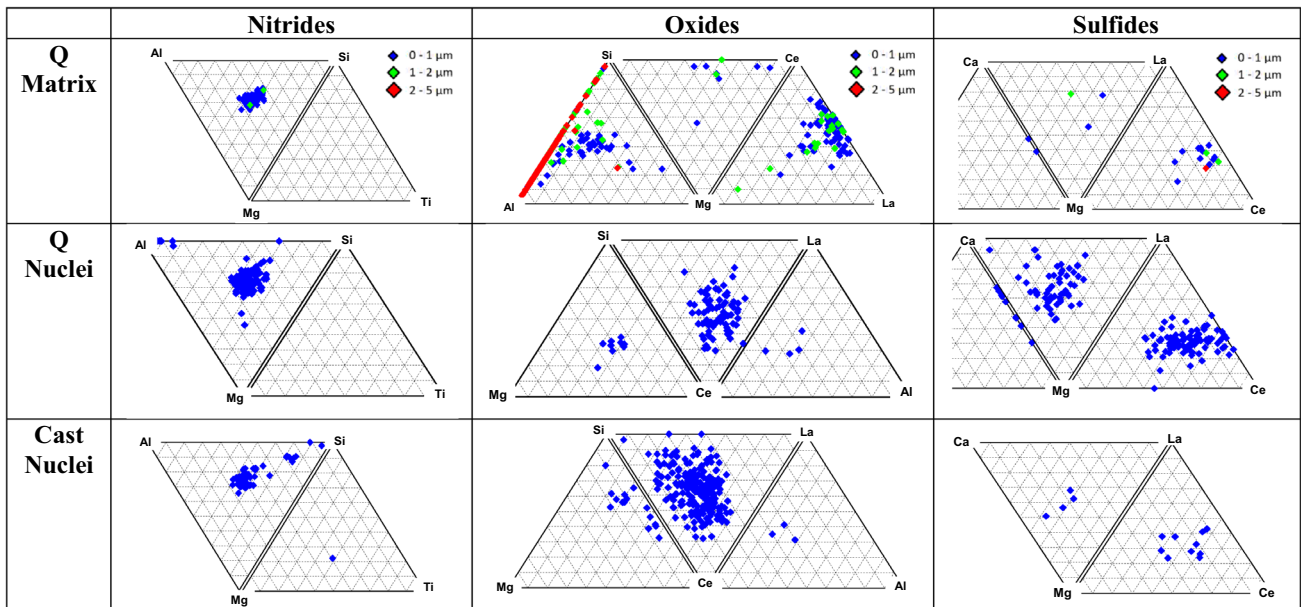 Nitrides Oxides Sulfides
Q Matrix
Al Si
0 - 1 µm
1 - 2 µm
2 - 5 µm
Mg Ti
Si Ce
0 - 1 µm
1 - 2 µm
2 - 5 µm
Al Mg La
Ca La
0 - 1 µm
1 - 2 µm
2 - 5 µm
Mg Ce
Q Nuclei
Al Si
Mg Ti
Si La
Mg Ce Al
Ca La
Mg Ce
Cast Nuclei
Al Si
Mg Ti
Si La
Mg Ce Al
Ca La
Mg Ce